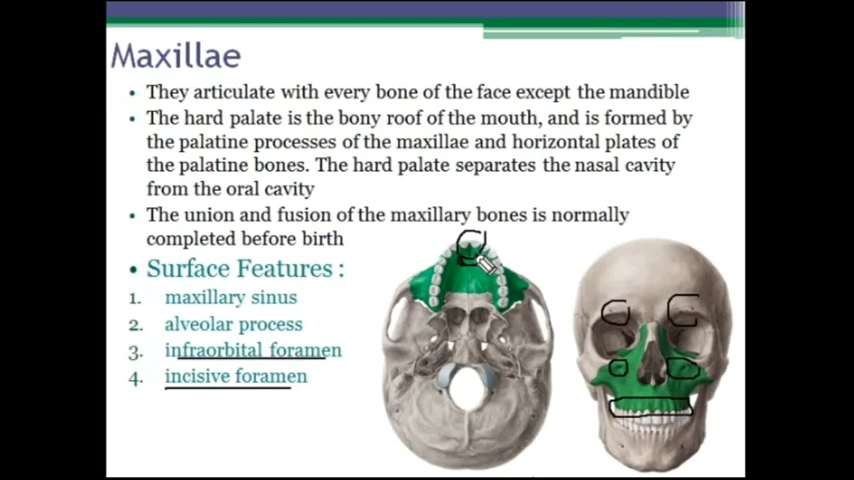 Maxillae
• They articulate with every bone of the face except the mandible
• The hard palate is the bony roof of the mouth, and is formed by
the palatine processes of the maxillae and horizontal plates of
the palatine bones. The hard palate separates the nasal cavity
from the oral cavity
• The union and fusion of the maxillary bones is normally
completed before birth
• Surface Features :
1. maxillary sinus
2. alveolar process
3. infraorbital foramen
4. incisive foramen